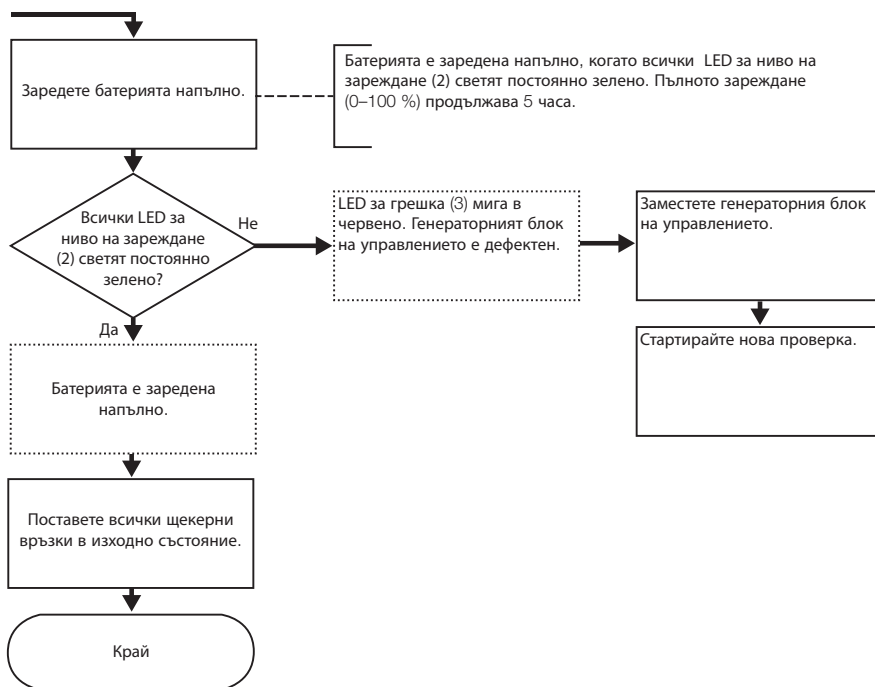 Заредете батерията напълно.
Батерията е заредена напълно, когато всички LED за ниво на
зареждане (2) светят постоянно зелено. Пълното зареждане
(0–100 %) продължава 5 часа.
Всички LED за
ниво на зареждане
(2) светят постоянно
зелено?
Не
LED за грешка (3) мига в
червено. Генераторният блок
на управлението е дефектен.
Заместете генераторния блок
на управлението.
Стартирайте нова проверка.
Да
Батерията е заредена
напълно.
Поставете всички щекерни
връзки в изходно състояние.
Край